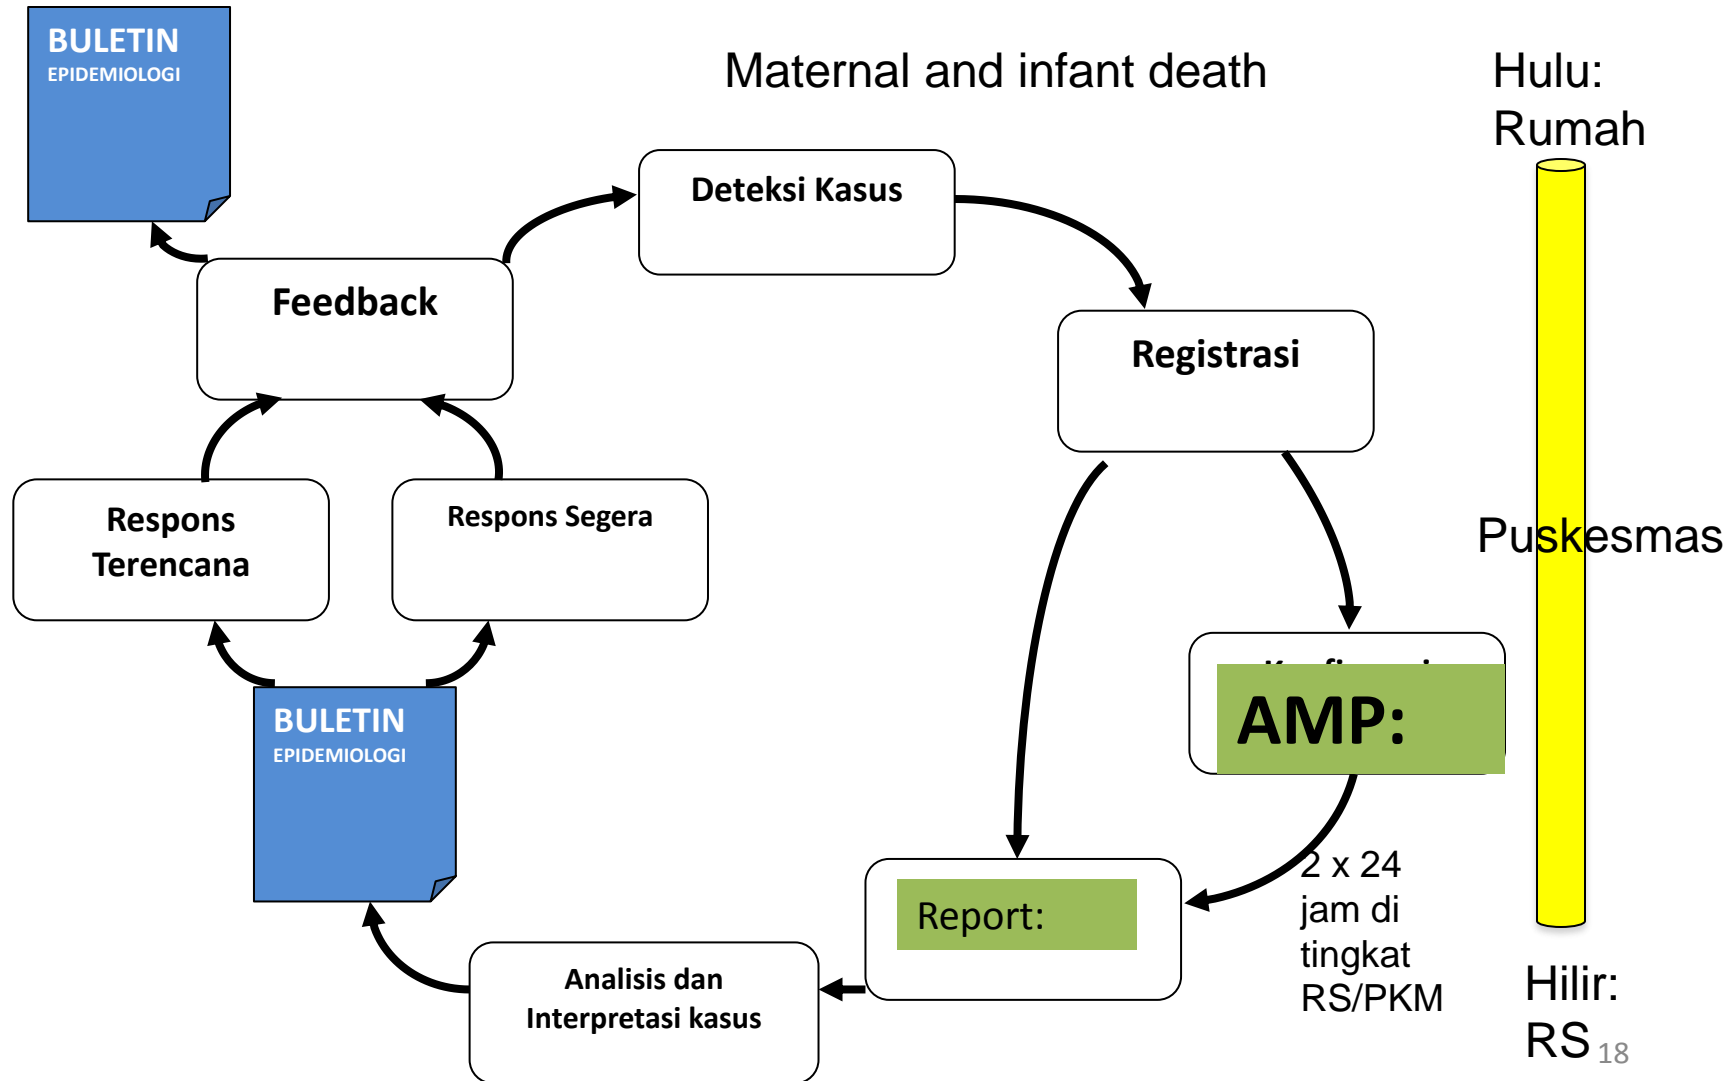 BULETIN
EPIDEMIOLOGI
Maternal and infant death
Hulu:
Rumah
Deteksi Kasus
Feedback
Registrasi
Respons
Terencana
Respons Segera
Puskesmas
AMP:
BULETIN
EPIDEMIOLOGI
2 x 24
jam di
tingkat
RS/PKM
Report:
Analisis dan
Interpretasi kasus
Hilir:
RS
18